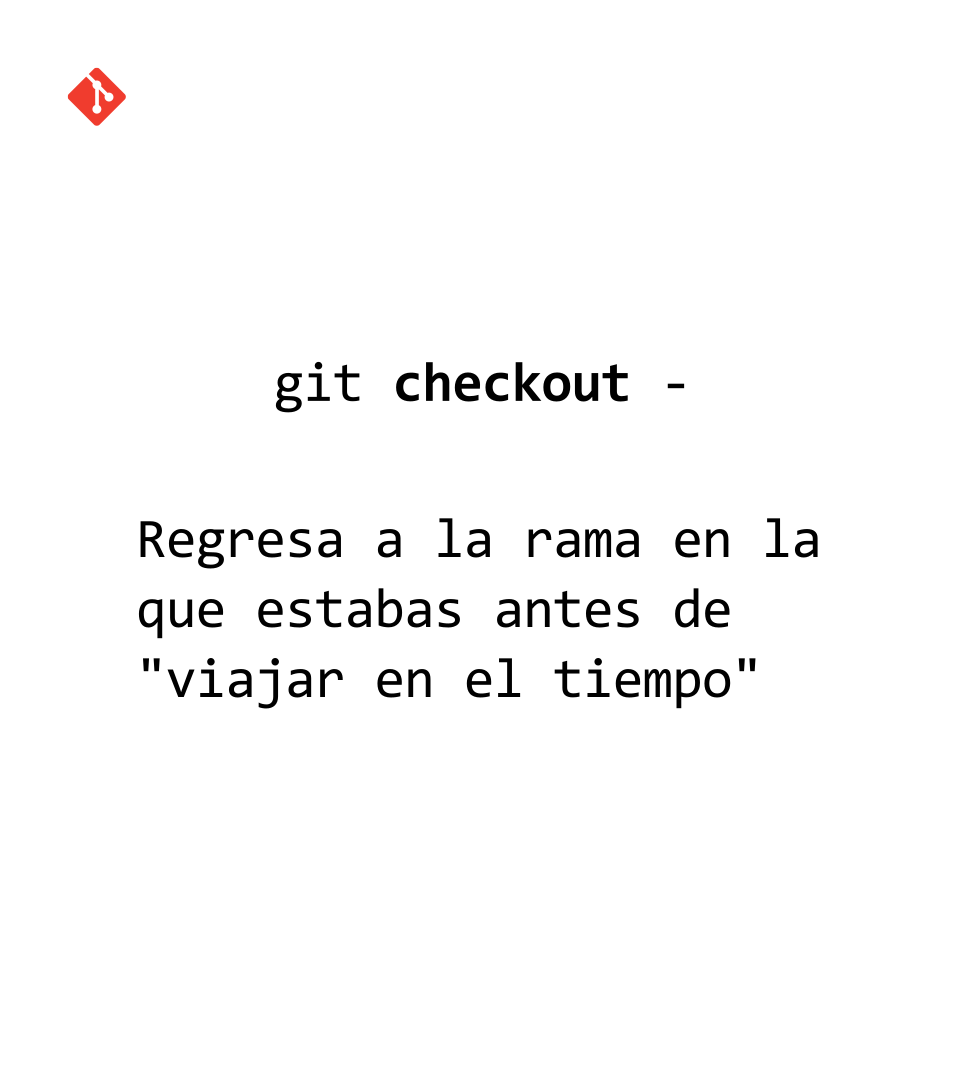 git checkout -
Regresa a la rama en la
que estabas antes de
"viajar en el tiempo"